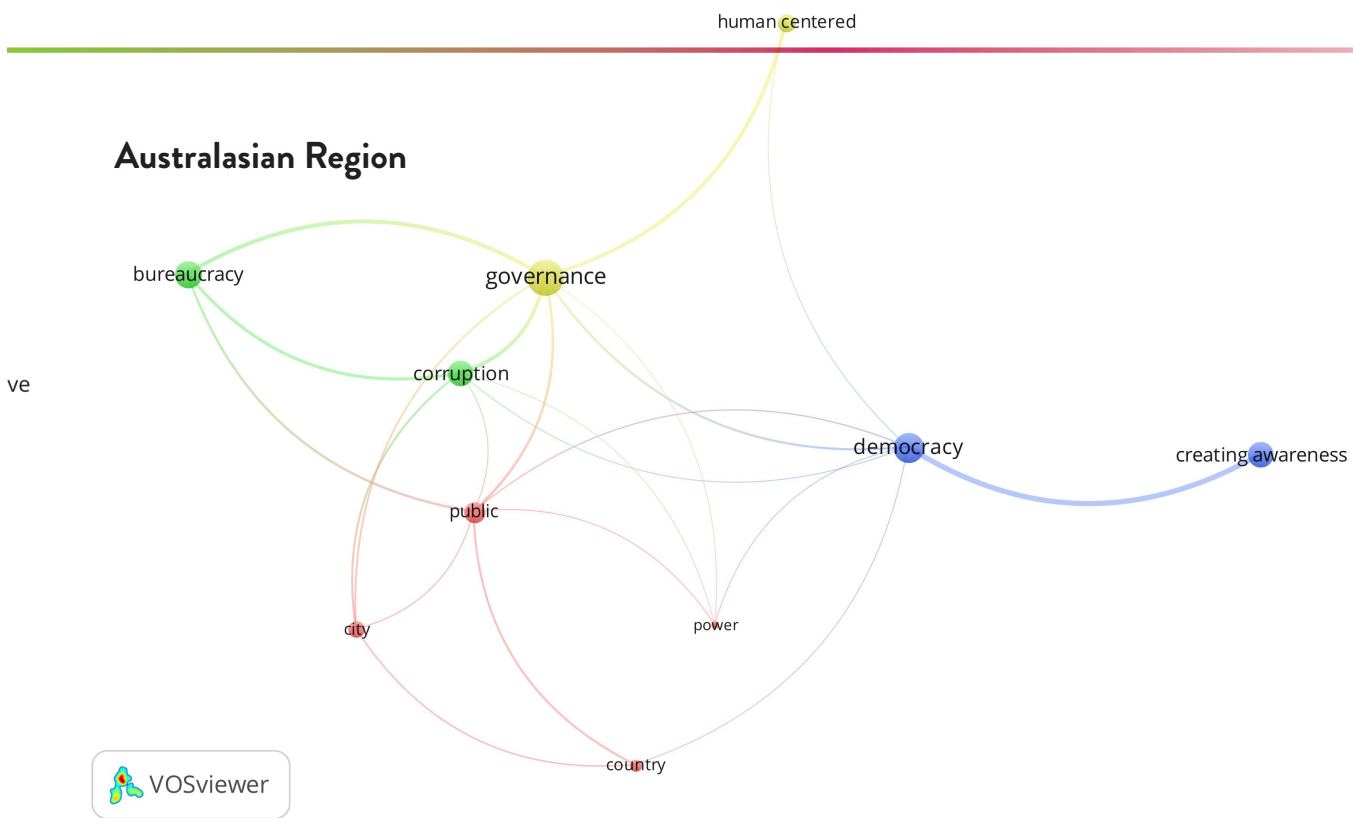 human centered
Australasian Region
bureaucracy
governance
corruption
ve
democracy
creating awareness
public
city
power
country
VOSviewer